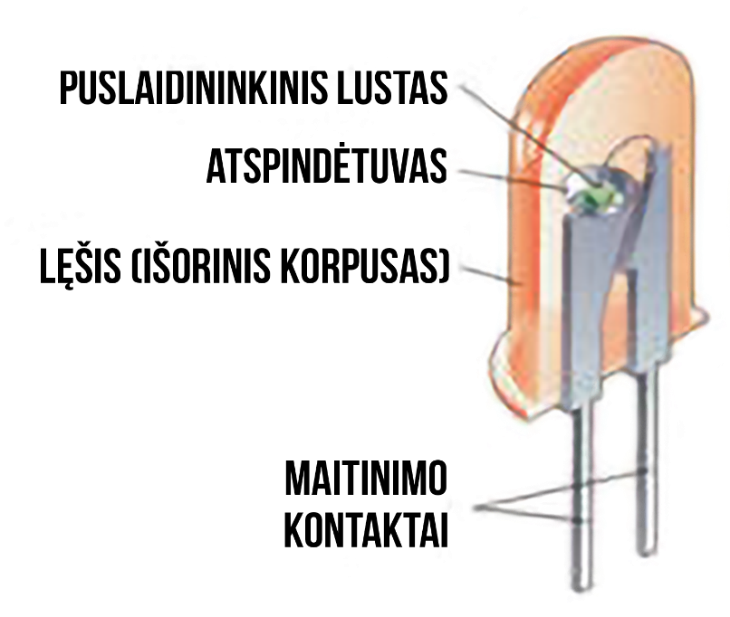 PUSLAIDININKINIS LUSTAS
ATSPINDĖTUVAS
LĘŠIS (IŠORINIS KORPUSAS)
MAITINIMO
KONTAKTAI